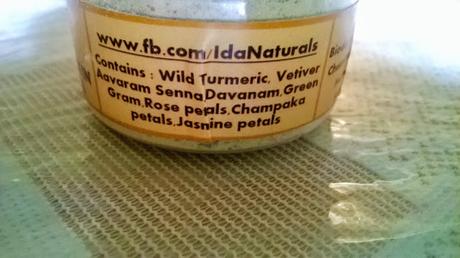 www.fb.com/IdaNaturals
Contains : Wild Turmeric, Vetiver
Aavaram Senna,Davanam,Green
Gram,Rose petals,Champaka
petals,Jasnine petals